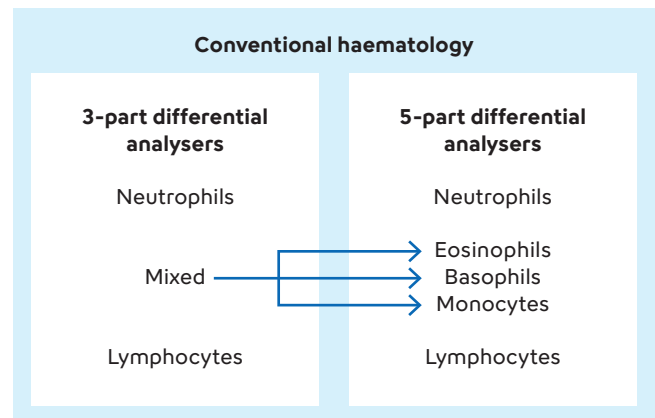 Conventional haematology
3-part differential
analysers
Neutrophils
Mixed
Lymphocytes
5-part differential
analysers
Neutrophils
Eosinophils
Basophils
Monocytes
Lymphocytes